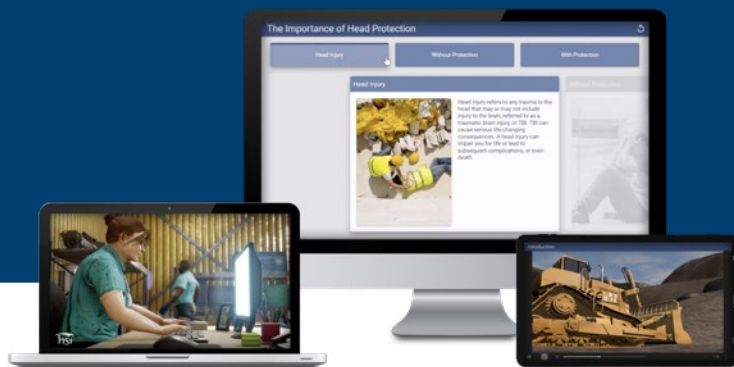 The Importance of Head Protection
Head Injury
Without Protection
With Protection
Head Injury
Head injury refers to any trauma to the
head that may or may not include
injury to the brain, referred to as a
traumatic brain injury, or TBI. TBI can
cause serious life-changing
consequences. A head injury can
impair you for life or lead to
subsequent complications, or even
death.
Without Protection
hsi
Introduction